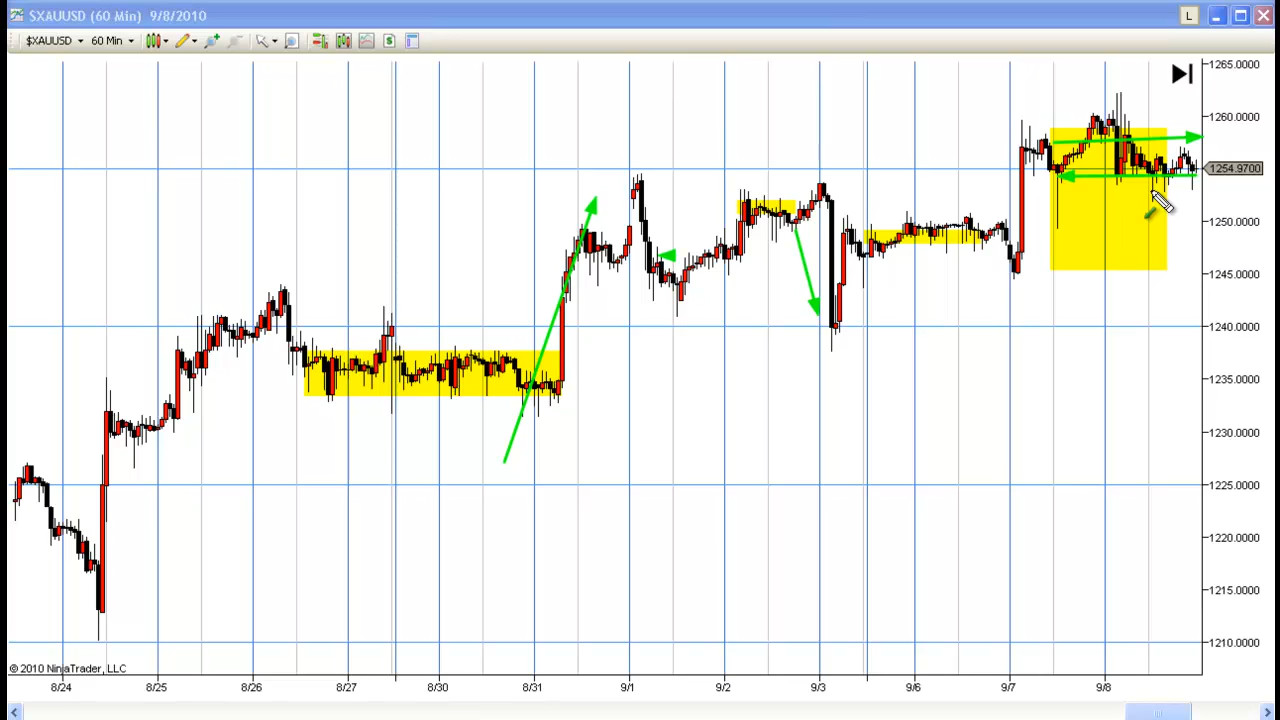 $XAUUSD (60 Min)  9/8/2010
L
$XAUUSD 60 Min
1265.0000
1260.0000
1254.9700
1250.0000
1245.0000
1240.0000
1235.0000
1230.0000
1225.0000
1220.0000
1215.0000
1210.0000
© 2010 NinjaTrader, LLC
8/24 8/25 8/26 8/27 8/30 8/31 9/1 9/2 9/3 9/6 9/7 9/8